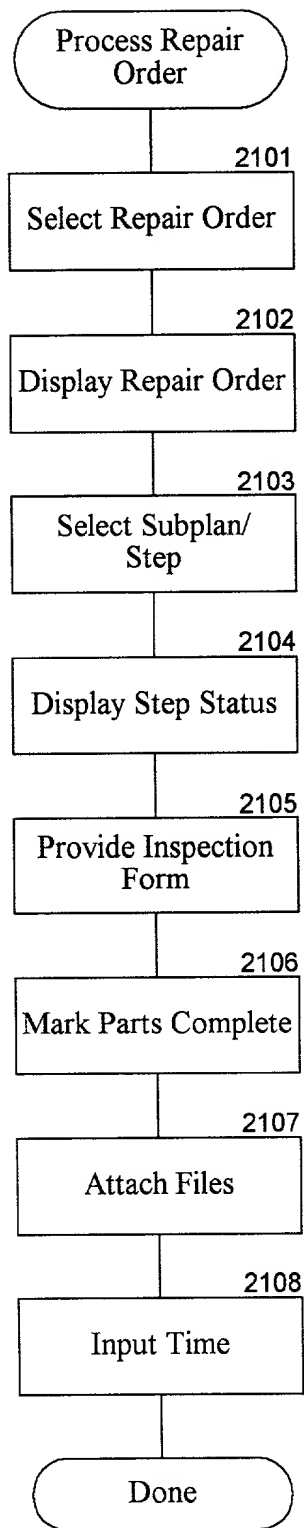 Process Repair
Order
2101
Select Repair Order
2102
Display Repair Order
2103
Select Subplan/
Step
2104
Display Step Status
2105
Provide Inspection
Form
2106
Mark Parts Complete
2107
Attach Files
2108
Input Time
Done